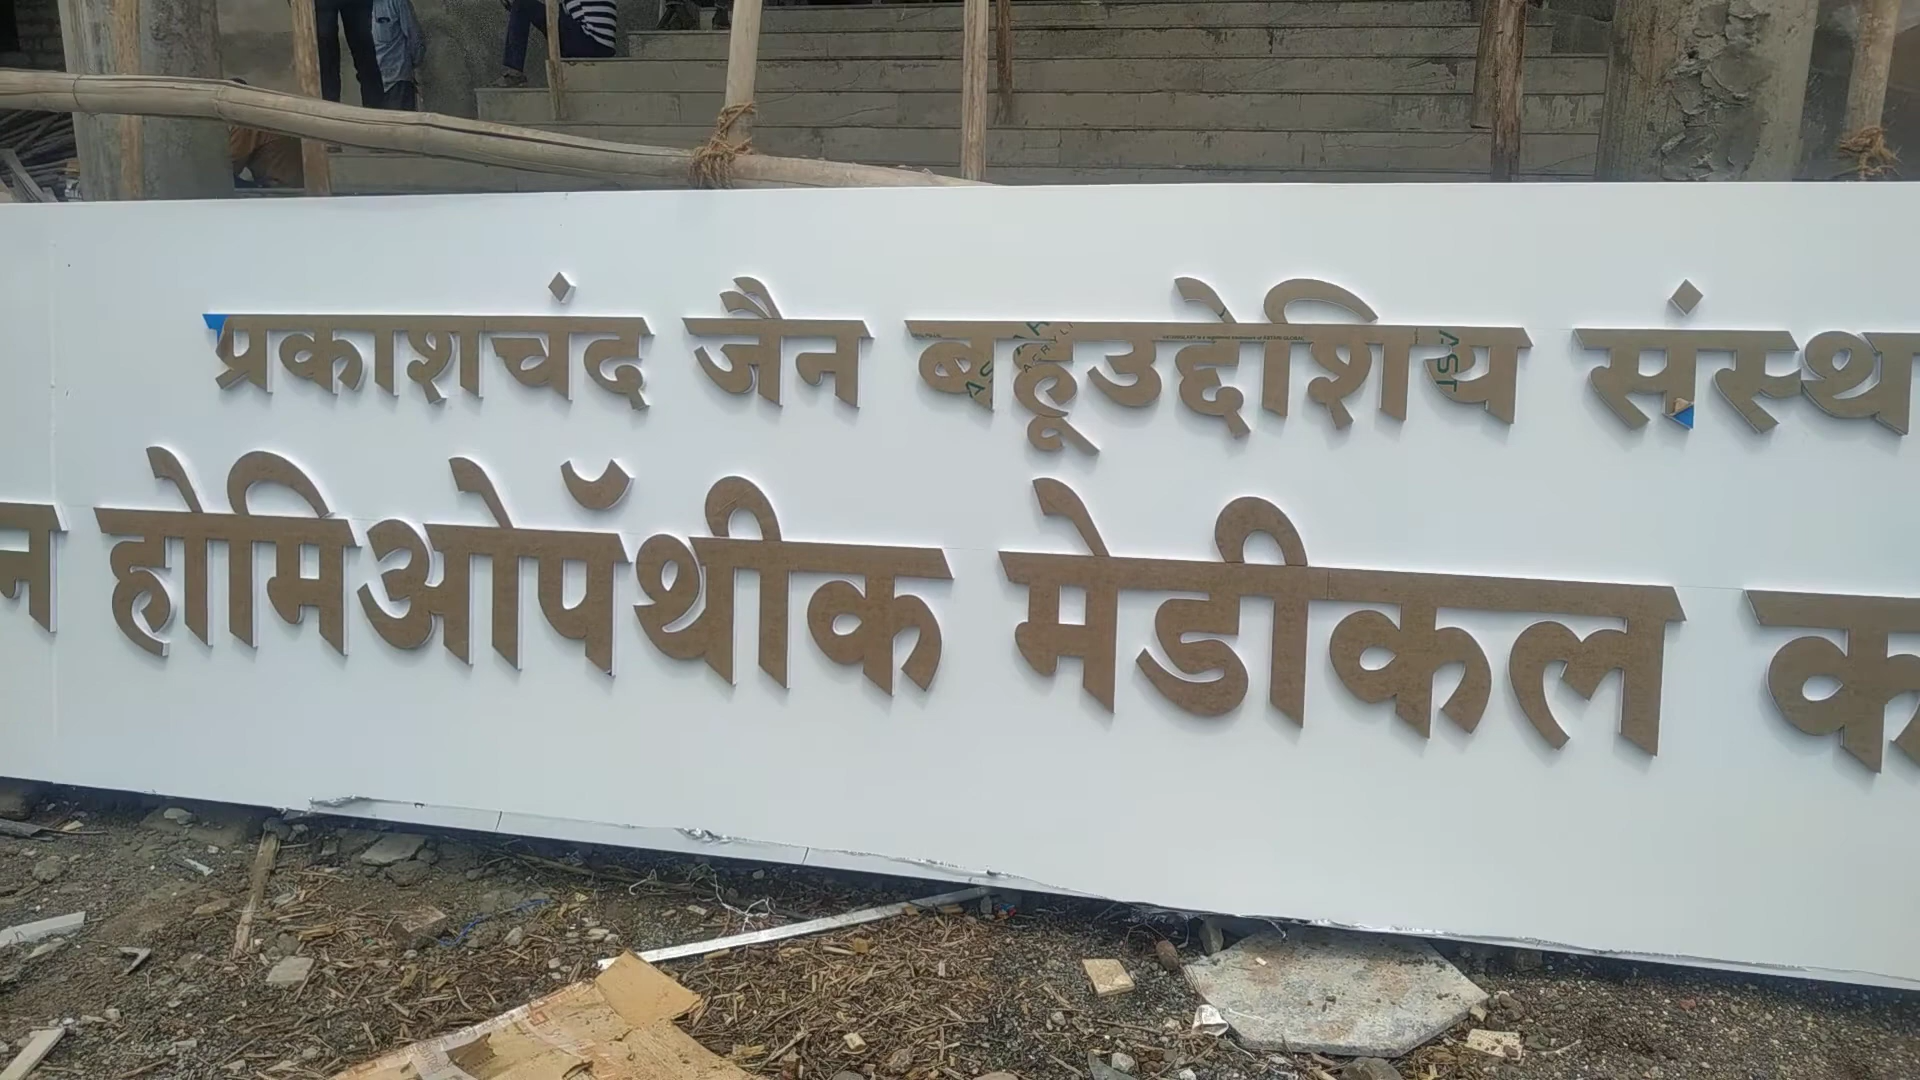 प्रकाशचंद जैन बहूउद्देशिय संस्थ
न होमिओपॅथीक मेडीकल क